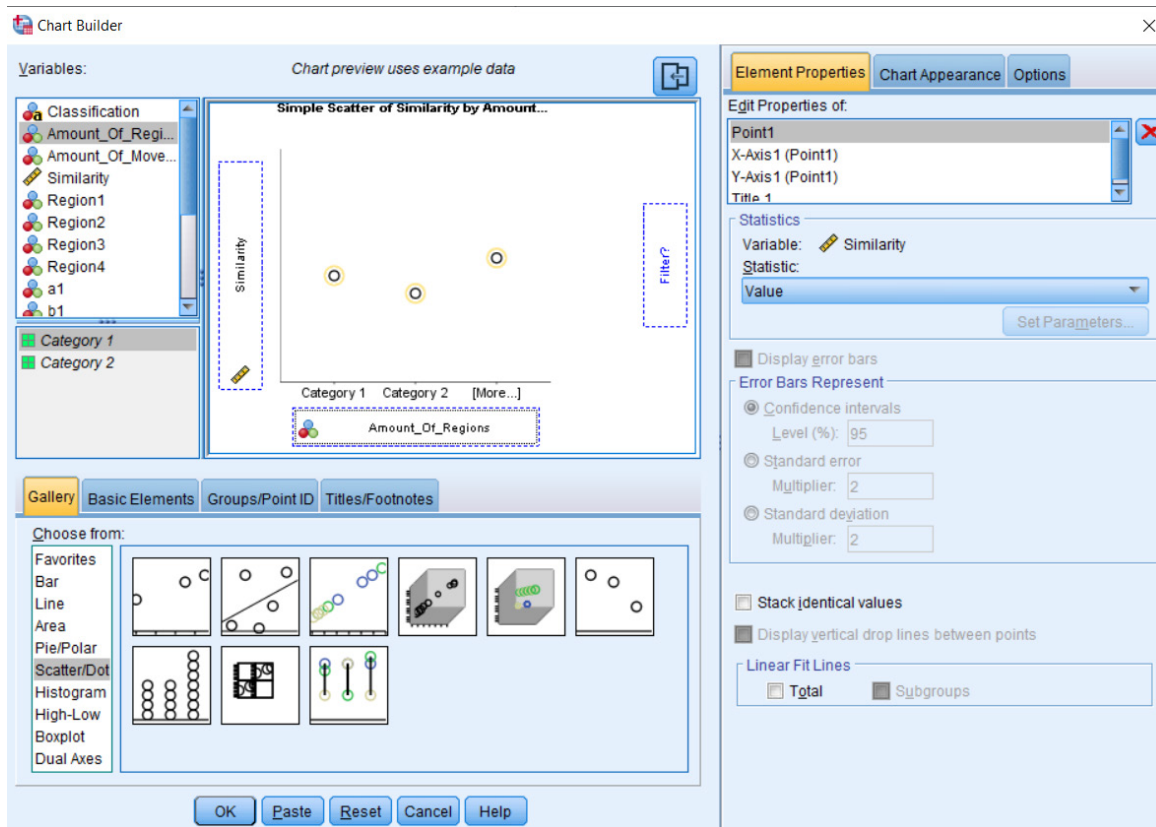 Chart Builder
Variables:
Chart preview uses example data
Classification
Amount_Of_Regi...
Amount_Of_Move...
Similarity
Region1
Region2
Region3
Region4
a1
b1
Category 1
Category 2
Simple Scatter of Similarity by Amount...
Similarity
Filter?
Category 1 Category 2 [More...]
Amount_Of_Regions
Gallery Basic Elements Groups/Point ID Titles/Footnotes
Choose from:
Favorites
Bar
Line
Area
Pie/Polar
Scatter/Dot
Histogram
High-Low
Boxplot
Dual Axes
OK Paste Reset Cancel Help
Element Properties Chart Appearance Options
Edit Properties of:
Point1
X-Axis1 (Point1)
Y-Axis1 (Point1)
Title 1
Statistics
Variable: Similarity
Statistic:
Value
Set Parameters...
Display error bars
Error Bars Represent
Confidence intervals
Level (%): 95
Standard error
Multiplier: 2
Standard deviation
Multiplier: 2
Stack identical values
Display vertical drop lines between points
Linear Fit Lines
Total Subgroups